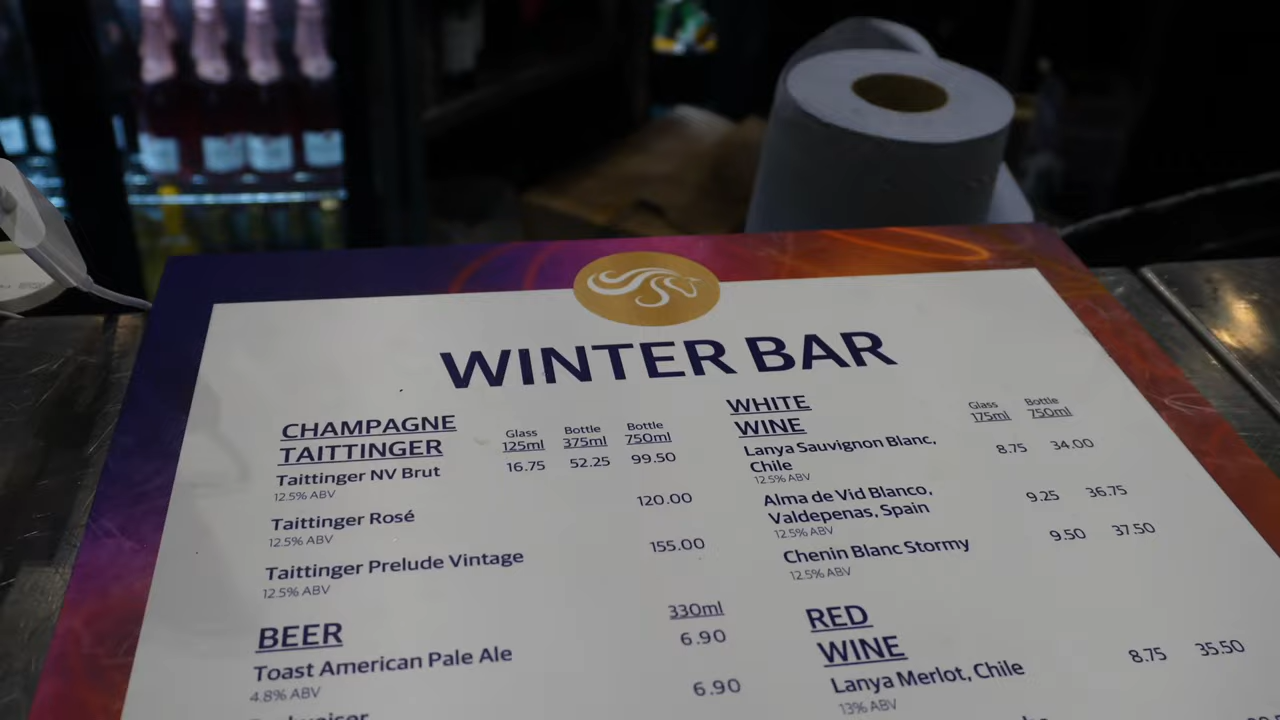 WINTER BAR
CHAMPAGNE
TAITTINGER
Glass Bottle Bottle
125ml 375ml 750ml
Taittinger NV Brut 16.75 52.25 99.50
12.5% ABV
Taittinger Rosé 120.00
12.5% ABV
Taittinger Prelude Vintage 155.00
12.5% ABV
BEER 330ml
Toast American Pale Ale 6.90
4.8% ABV
6.90
WHITE
WINE
Glass Bottle
175ml 750ml
Lanya Sauvignon Blanc, 8.75 34.00
Chile
12.5% ABV
Alma de Vid Blanco, 9.25 36.75
Valdepenas, Spain
12.5% ABV
Chenin Blanc Stormy 9.50 37.50
12.5% ABV
RED
WINE
Lanya Merlot, Chile 8.75 35.50
13% ABV